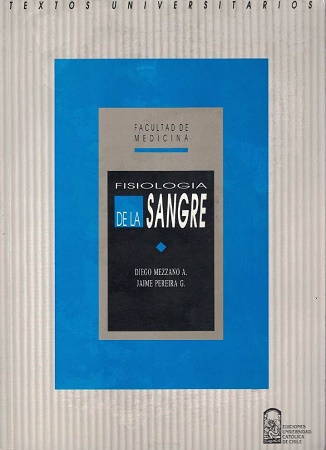 TEXTOS UNIVERSITARIOS
FACULTAD DE
MEDICINA
FISIOLOGIA
DE LA SANGRE
DIEGO MEZZANO A.
JAIME PEREIRA G.
EDICIONES
UNIVERSIDAD
CATOLICA
DE CHILE